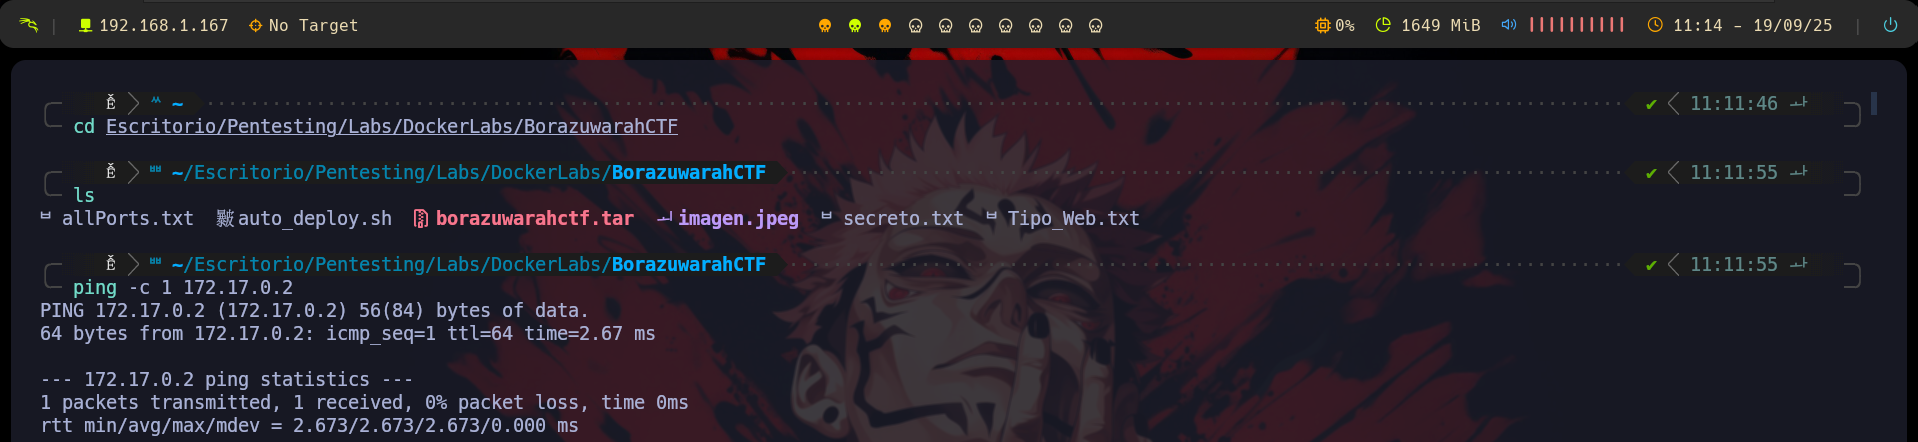 192.168.1.167 No Target 0% 1649 MiB 11:14 - 19/09/25
~ 11:11:46
cd Escritorio/Pentesting/Labs/DockerLabs/BorazuwarahCTF
~/Escritorio/Pentesting/Labs/DockerLabs/BorazuwarahCTF 11:11:55
ls
allPorts.txt auto_deploy.sh borazuwarahctf.tar imagen.jpeg secreto.txt Tipo_Web.txt
~/Escritorio/Pentesting/Labs/DockerLabs/BorazuwarahCTF 11:11:55
ping -c 1 172.17.0.2
PING 172.17.0.2 (172.17.0.2) 56(84) bytes of data.
64 bytes from 172.17.0.2: icmp_seq=1 ttl=64 time=2.67 ms
--- 172.17.0.2 ping statistics ---
1 packets transmitted, 1 received, 0% packet loss, time 0ms
rtt min/avg/max/mdev = 2.673/2.673/2.673/0.000 ms